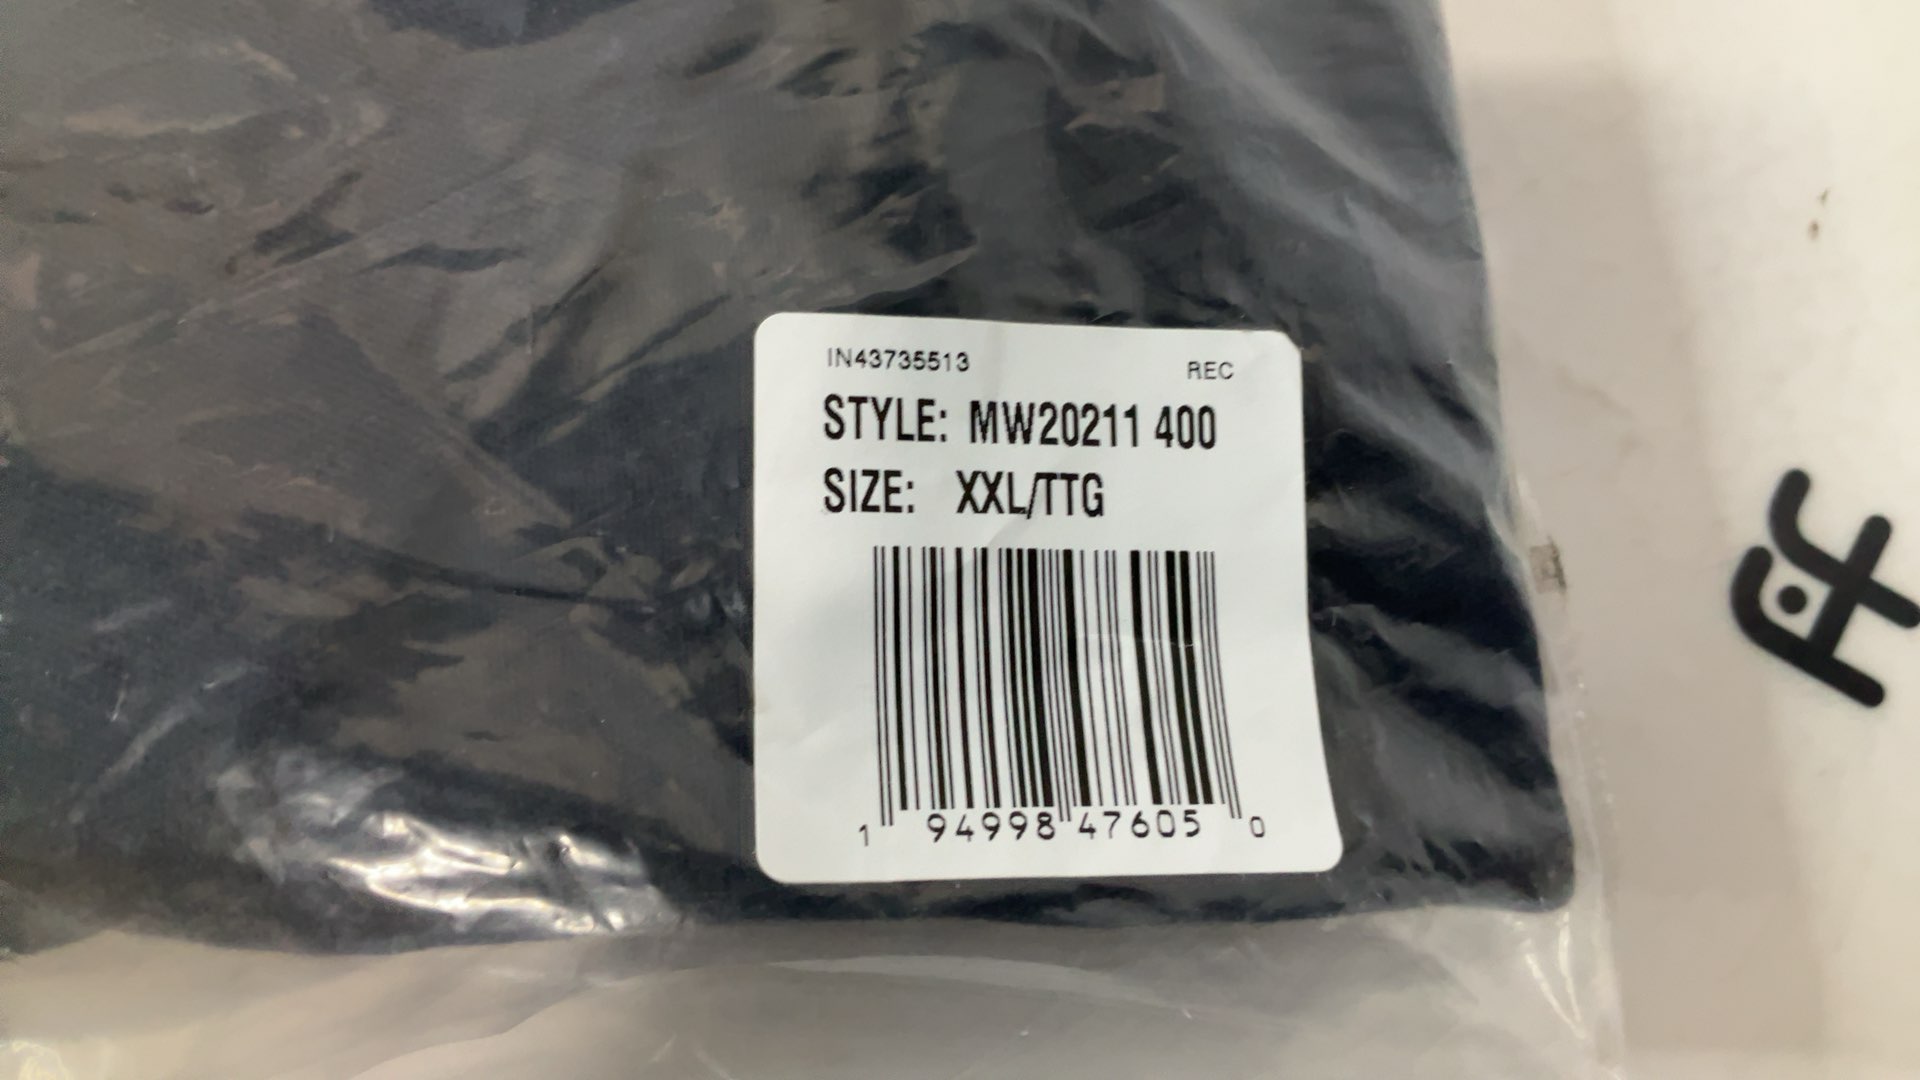 IN43735513 REC
STYLE: MW20211 400
SIZE: XXL/TTG
1 94998 47605 0